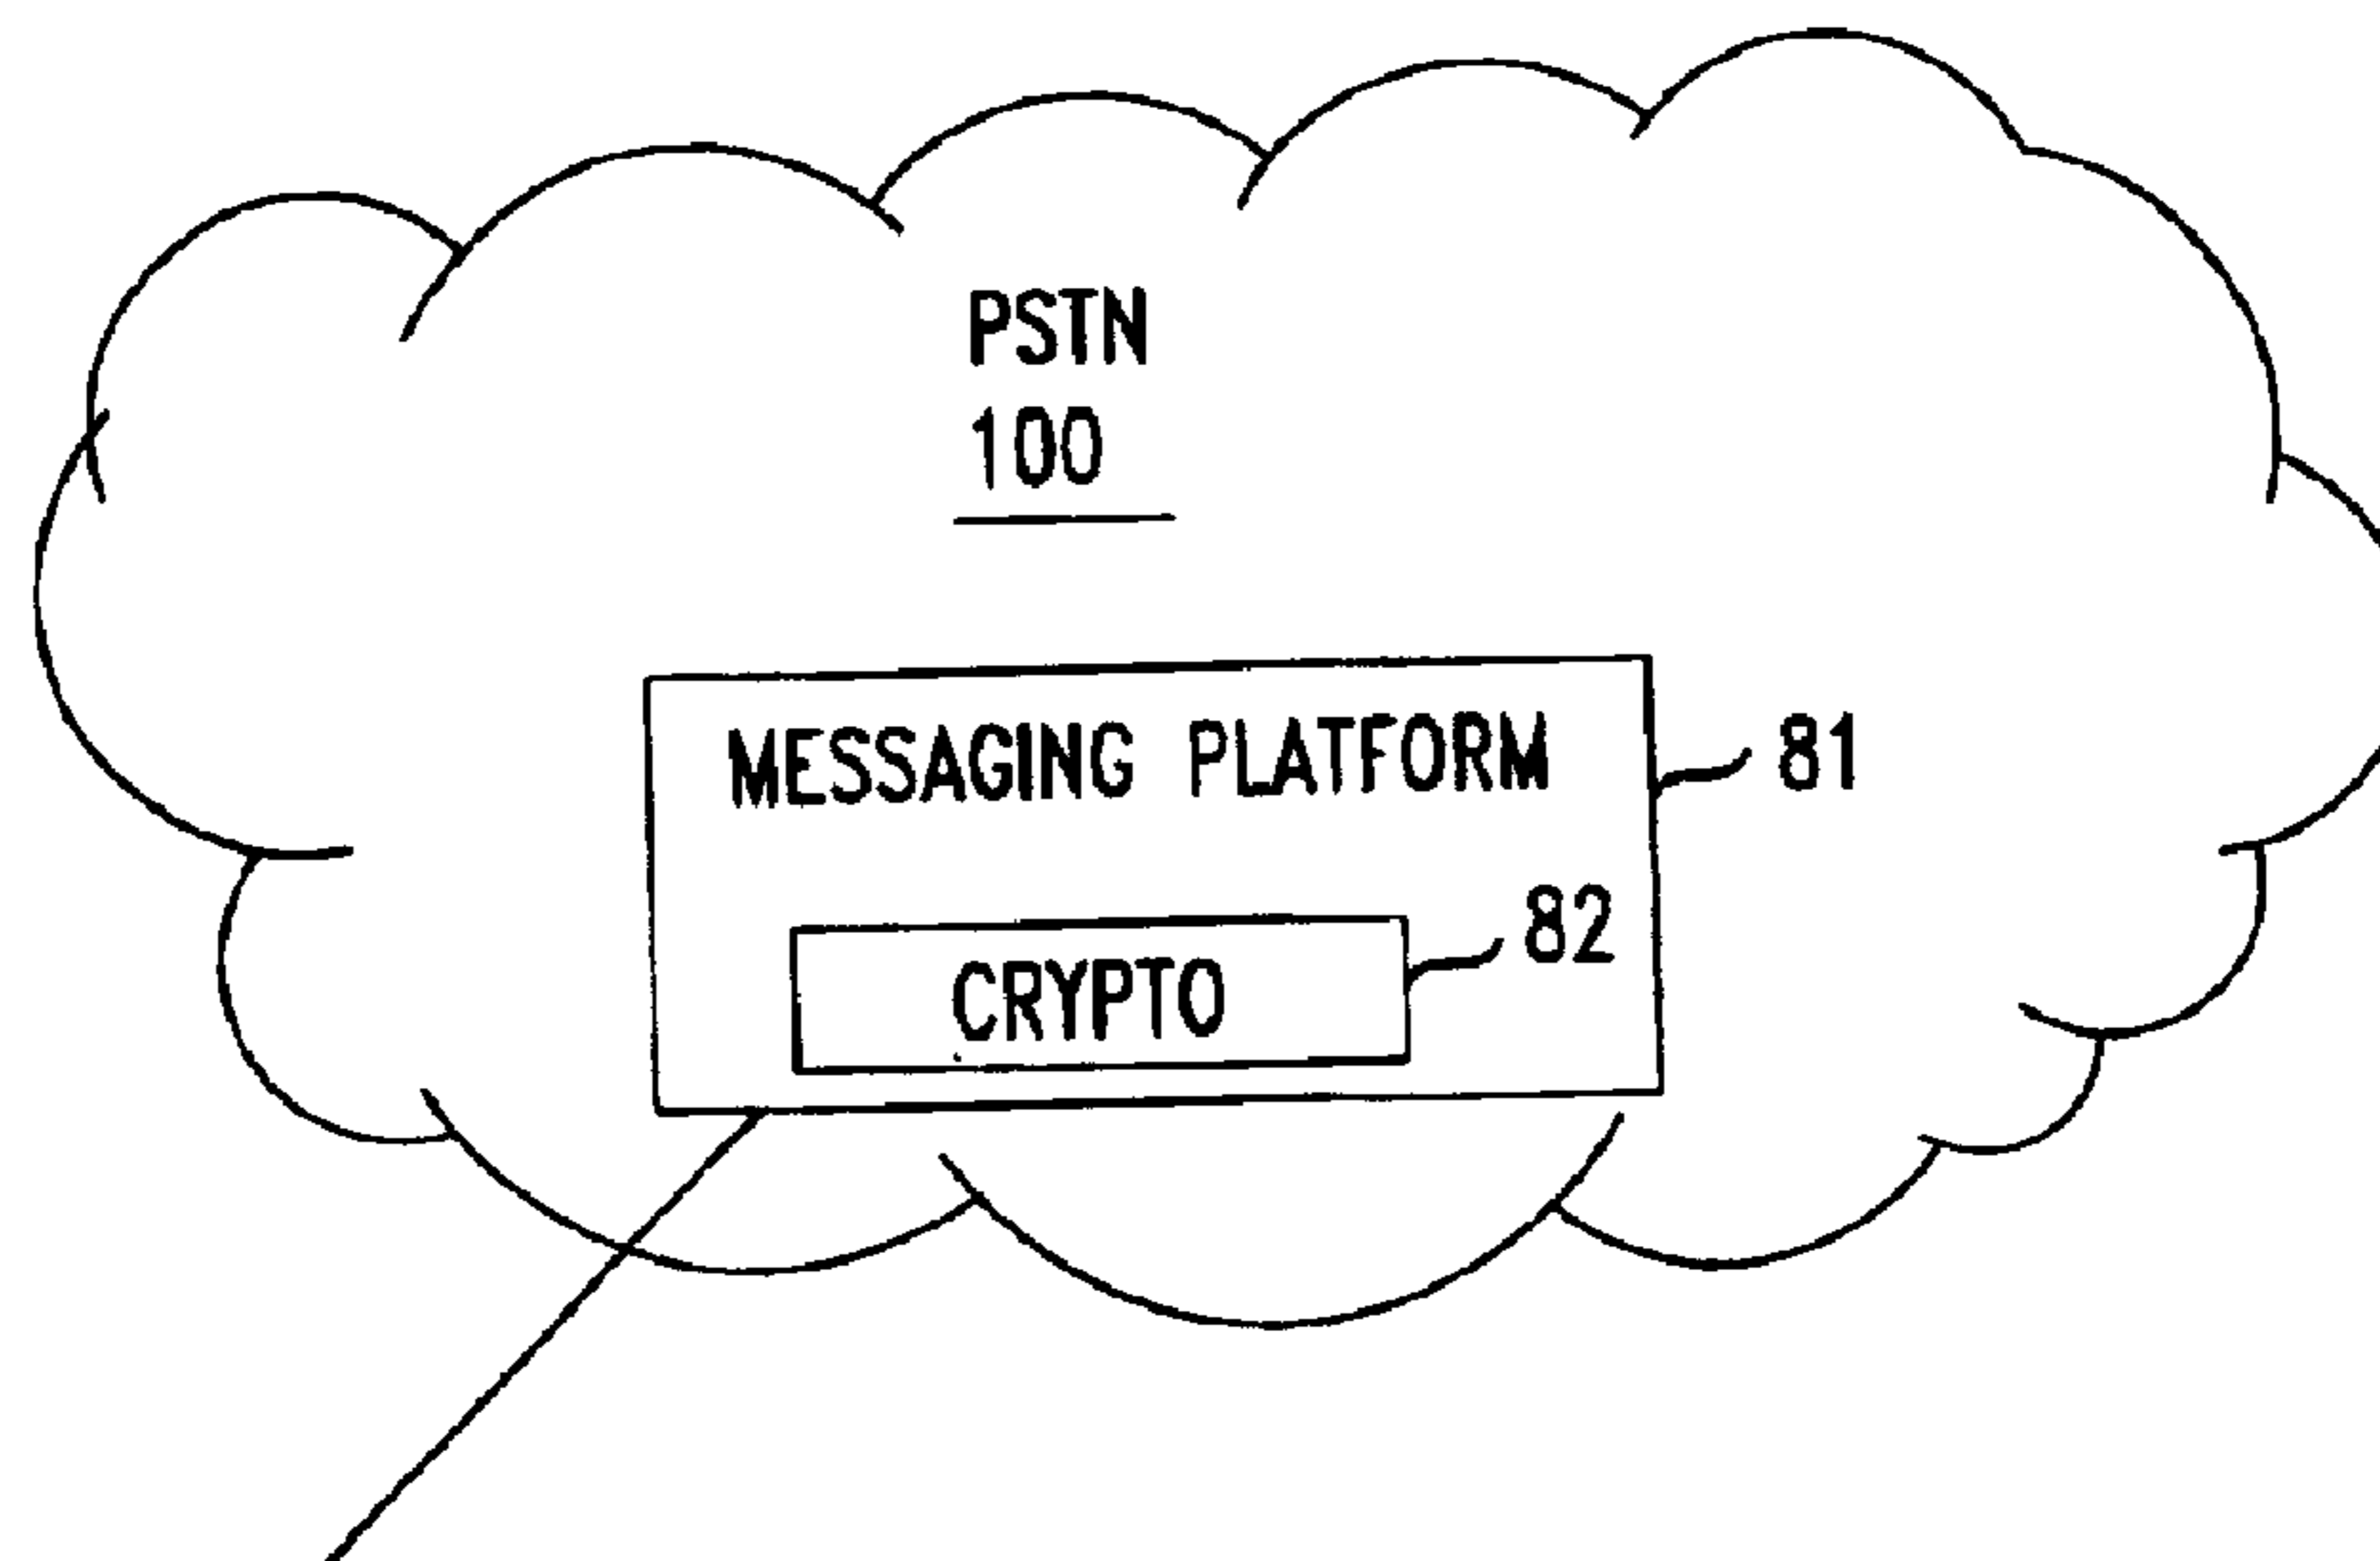 PSTN
100
MESSAGING PLATFORM
81
82
CRYPTO